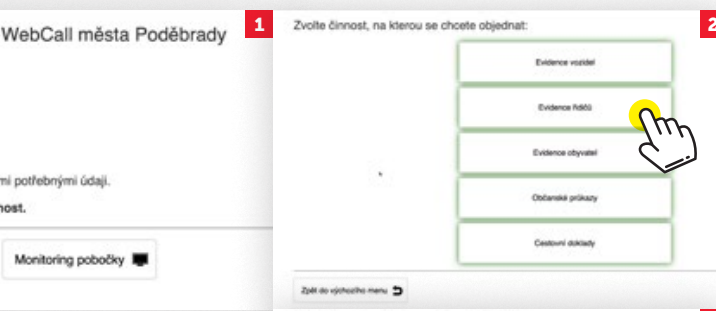 WebCall města Poděbrady
1
mi potřebnými údaji.
nost.
Monitoring pobočky
Zvolte činnost, na kterou se chcete objednat:
2
Evidence vozidel
Evidence řidičů
Evidence obyvatel
Občanské průkazy
Cestovní doklady
Zpět do výchozího menu